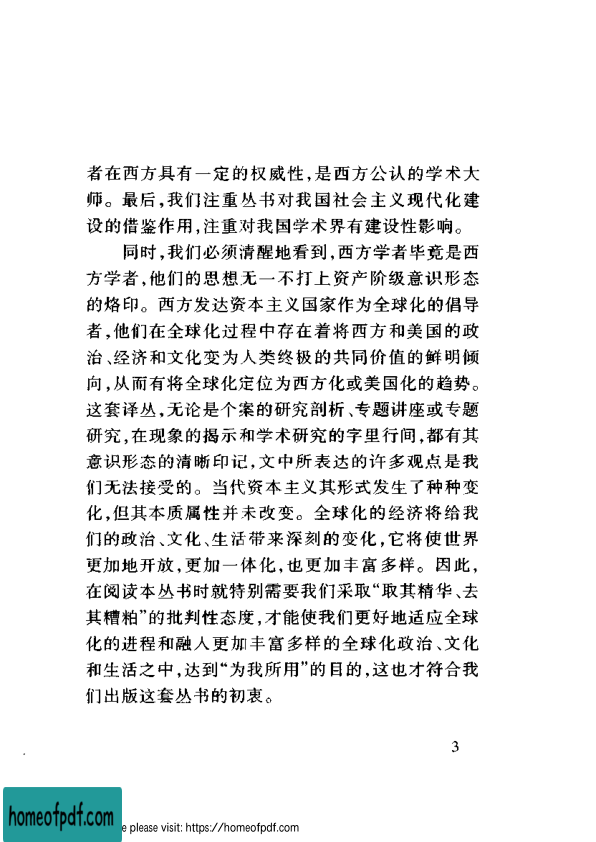 者在西方具有一定的权威性,是西方公认的学术大
师。最后,我们注重丛书对我国社会主义现代化建
设的借鉴作用,注重对我国学术界有建设性影响。
同时,我们必须清醒地看到,西方学者毕竟是西
方学者,他们的思想无一不打上资产阶级意识形态
的烙印。西方发达资本主义国家作为全球化的倡导
者,他们在全球化过程中存在着将西方和美国的政
治、经济和文化变为人类终极的共同价值的鲜明倾
向,从而有将全球化定位为西方化或美国化的趋势。
这套译丛,无论是个案的研究剖析、专题讲座或专题
研究,在现象的揭示和学术研究的字里行间,都有其
意识形态的清晰印记,文中所表达的许多观点是我
们无法接受的。当代资本主义其形式发生了种种变
化,但其本质属性并未改变。全球化的经济将给我
们的政治、文化、生活带来深刻的变化,它将使世界
更加地开放,更加一体化,也更加丰富多样。因此,
在阅读本丛书时就特别需要我们采取“取其精华、去
其糟粕”的批判性态度,才能使我们更好地适应全球
化的进程和融人更加丰富多样的全球化政治、文化
和生活之中,达到“为我所用”的目的,这也才符合我
们出版这套丛书的初衷。
3
homeofpdf.com
e please visit: https://homeofpdf.com